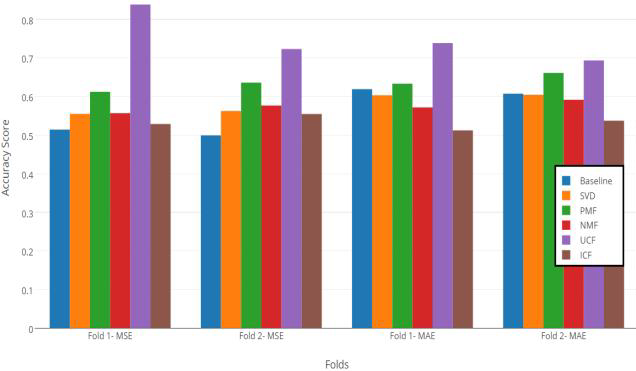 Accuracy Score
0.8
0.7
0.6
0.5
0.4
0.3
0.2
0.1
0
Fold 1- MSE
Fold 2- MSE
Fold 1- MAE
Fold 2- MAE
Folds
Baseline
SVD
PMF
NMF
UCF
ICF